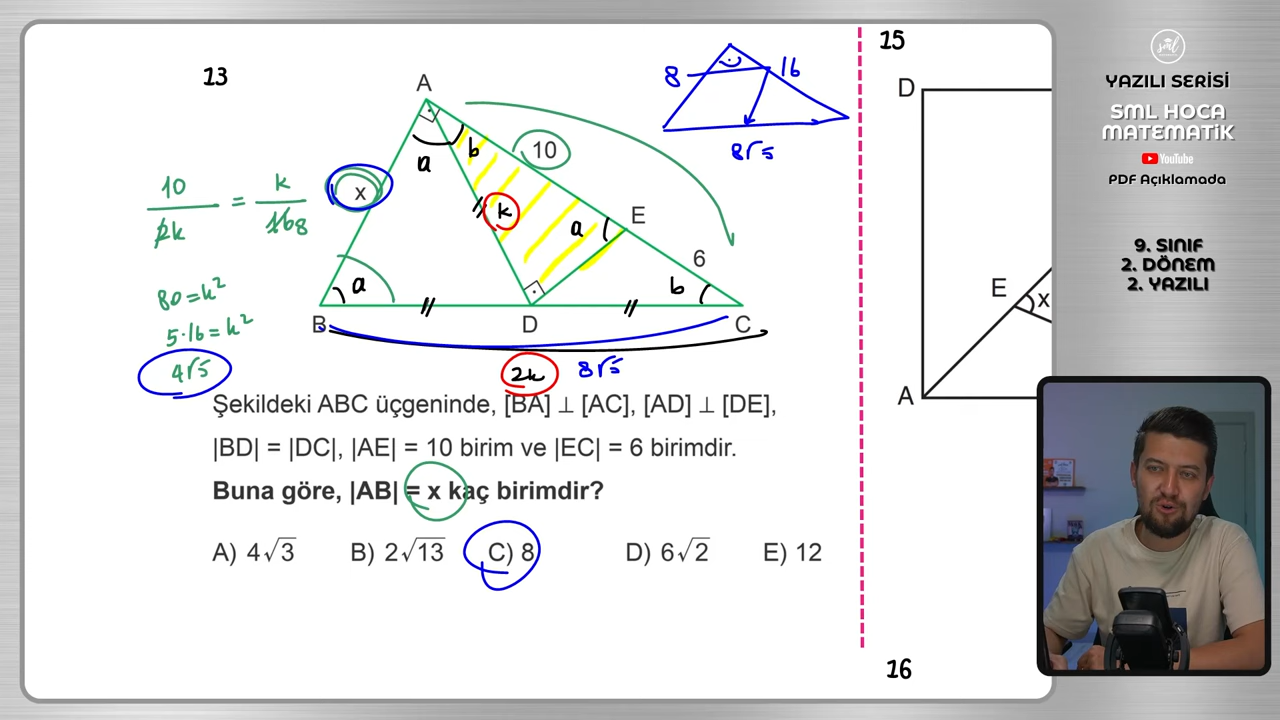 13
A
a
b
10
x
k
E
a
6
a
b
B
D
C
2k
8√5
10
2k
=
k
168
80=k²
5·16=k²
4√5
8
16
8√5
Şekildeki ABC üçgeninde, [BA] ⊥ [AC], [AD] ⊥ [DE],
|BD| = |DC|, |AE| = 10 birim ve |EC| = 6 birimdir.
Buna göre, |AB| = x kaç birimdir?
A) 4√3 B) 2√13 C) 8 D) 6√2 E) 12
15
D
E
x
A
16
sml
YAZILI SERİSİ
SML HOCA
MATEMATİK
YouTube
PDF Açıklamada
9. SINIF
2. DÖNEM
2. YAZILI